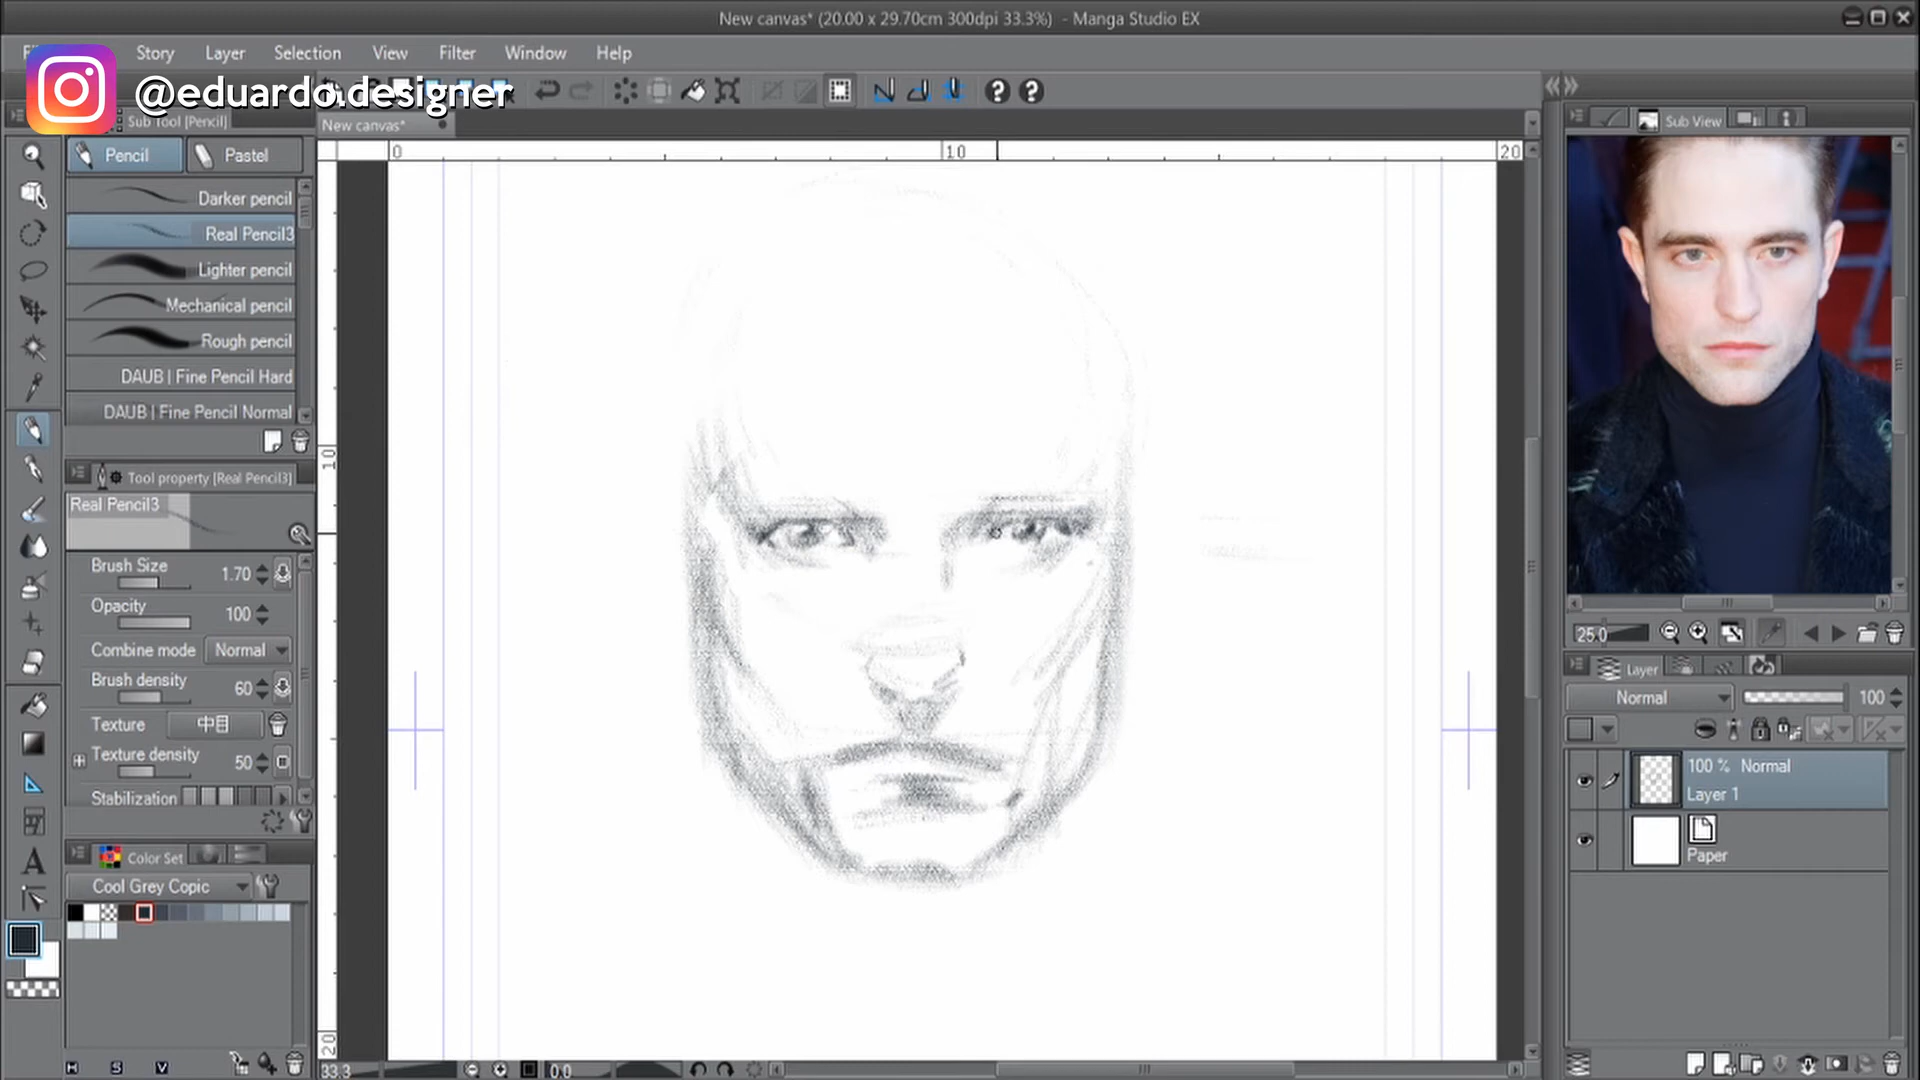 New canvas* (20.00 x 29.70cm 300dpi 33.3%) - Manga Studio EX
Story Layer Selection View Filter Window Help
@eduardo.designer
Sub Tool [Pencil]
New canvas*
Pencil Pastel
0 10 20
Darker pencil
Real Pencil3
Lighter pencil
Mechanical pencil
Rough pencil
DAUB | Fine Pencil Hard
DAUB | Fine Pencil Normal
10
20
Tool property [Real Pencil3]
Real Pencil3
Brush Size 1.70
Opacity 100
Combine mode Normal
Brush density 60
Texture 中目
Texture density 50
Stabilization
Color Set
Cool Grey Copic
H S V
33.3 0.0
Sub View
25.0
Layer
Normal 100
100 % Normal
Layer 1
Paper